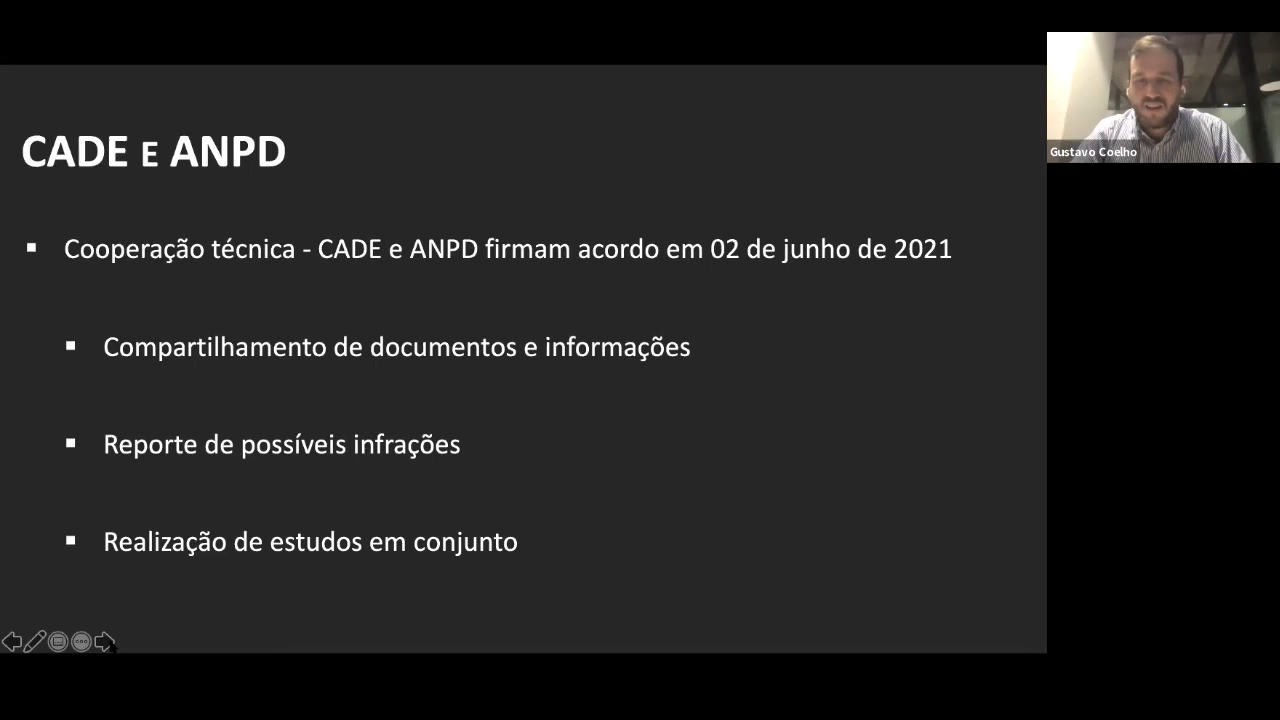 CADE E ANPD
Cooperação técnica - CADE e ANPD firmam acordo em 02 de junho de 2021
Compartilhamento de documentos e informações
Reporte de possíveis infrações
Realização de estudos em conjunto
Gustavo Coelho